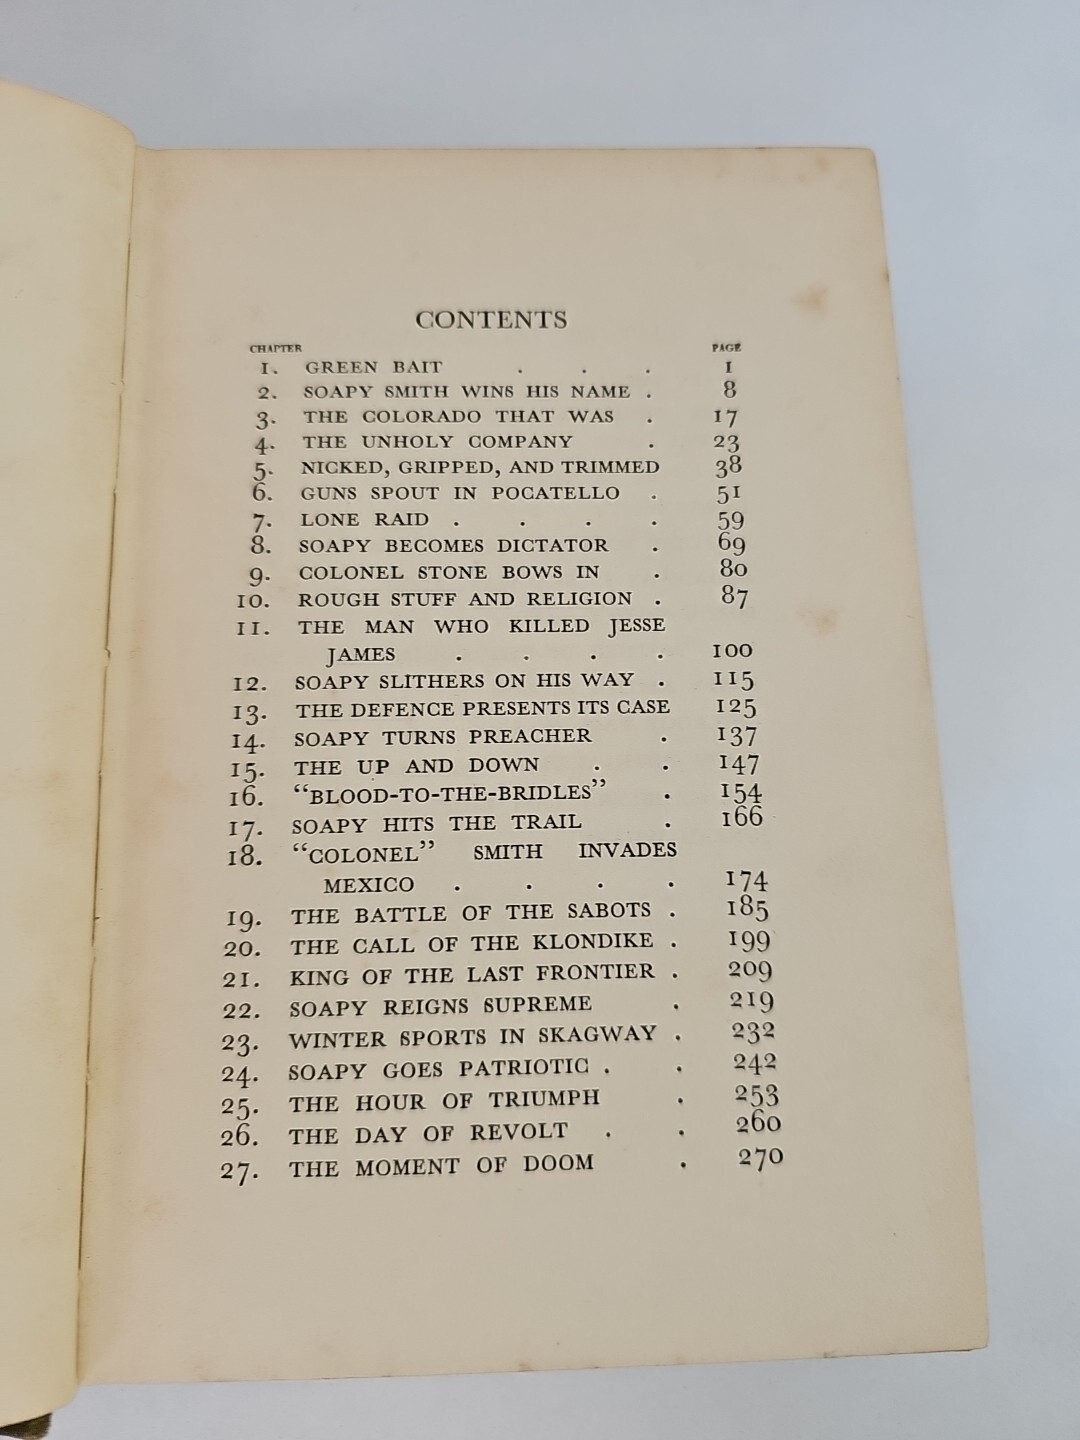 CONTENTS
CHAPTER PAGE
1. GREEN BAIT . . . 1
2. SOAPY SMITH WINS HIS NAME . 8
3. THE COLORADO THAT WAS . 17
4. THE UNHOLY COMPANY . 23
5. NICKED, GRIPPED, AND TRIMMED 38
6. GUNS SPOUT IN POCATELLO . 51
7. LONE RAID . . . . 59
8. SOAPY BECOMES DICTATOR . 69
9. COLONEL STONE BOWS IN . 80
10. ROUGH STUFF AND RELIGION . 87
11. THE MAN WHO KILLED JESSE
JAMES . . . . 100
12. SOAPY SLITHERS ON HIS WAY . 115
13. THE DEFENCE PRESENTS ITS CASE 125
14. SOAPY TURNS PREACHER . 137
15. THE UP AND DOWN . . 147
16. "BLOOD-TO-THE-BRIDLES" . 154
17. SOAPY HITS THE TRAIL . 166
18. "COLONEL" SMITH INVADES
MEXICO . . . . 174
19. THE BATTLE OF THE SABOTS . 185
20. THE CALL OF THE KLONDIKE . 199
21. KING OF THE LAST FRONTIER . 209
22. SOAPY REIGNS SUPREME . 219
23. WINTER SPORTS IN SKAGWAY . 232
24. SOAPY GOES PATRIOTIC . . 242
25. THE HOUR OF TRIUMPH . 253
26. THE DAY OF REVOLT . . 260
27. THE MOMENT OF DOOM . 270